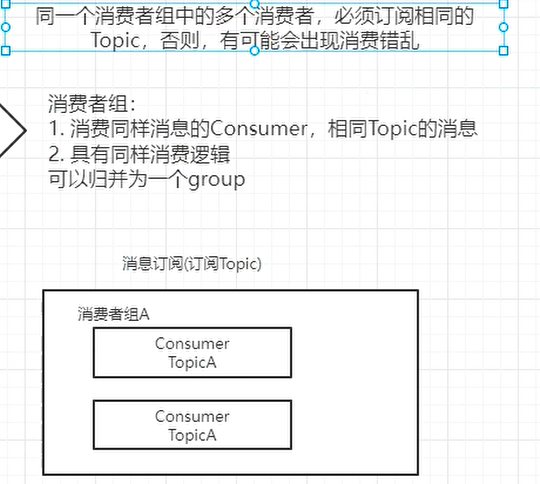 同一个消费者组中的多个消费者，必须订阅相同的
Topic，否则，有可能会出现消费错乱
消费者组：
1. 消费同样消息的Consumer，相同Topic的消息
2. 具有同样消费逻辑
可以归并为一个group
消息订阅(订阅Topic)
消费者组A
Consumer
TopicA
Consumer
TopicA